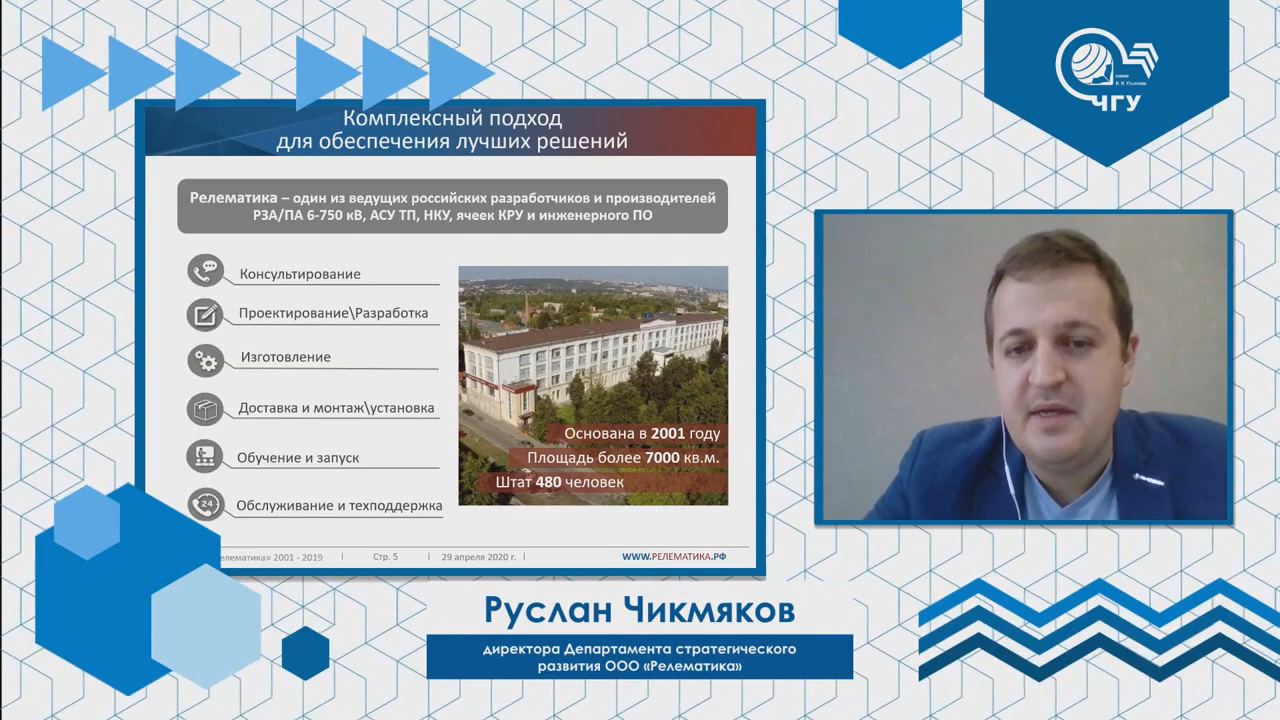 Комплексный подход
для обеспечения лучших решений
Релематика – один из ведущих российских разработчиков и производителей
РЗА/ПА 6-750 кВ, АСУ ТП, НКУ, ячеек КРУ и инженерного ПО
Консультирование
Проектирование\Разработка
Изготовление
Доставка и монтаж\установка
Обучение и запуск
24
Обслуживание и техподдержка
Основана в 2001 году
Площадь более 7000 кв.м.
Штат 480 человек
елематика» 2001 - 2019 | Стр. 5 | 29 апреля 2020 г. | WWW.РЕЛЕМАТИКА.РФ
ЧГУ
Руслан Чикмяков
директора Департамента стратегического
развития ООО «Релематика»